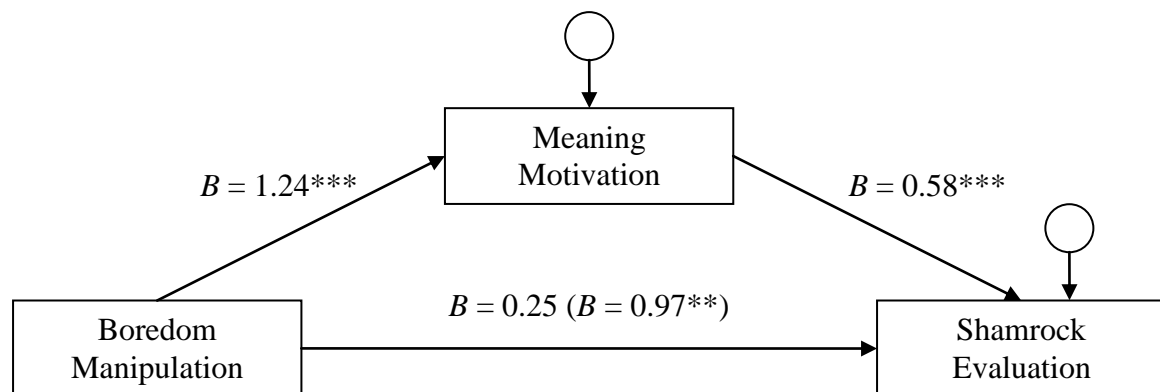 Meaning
Motivation
B = 1.24***
B = 0.58***
B = 0.25 (B = 0.97**)
Boredom
Manipulation
Shamrock
Evaluation